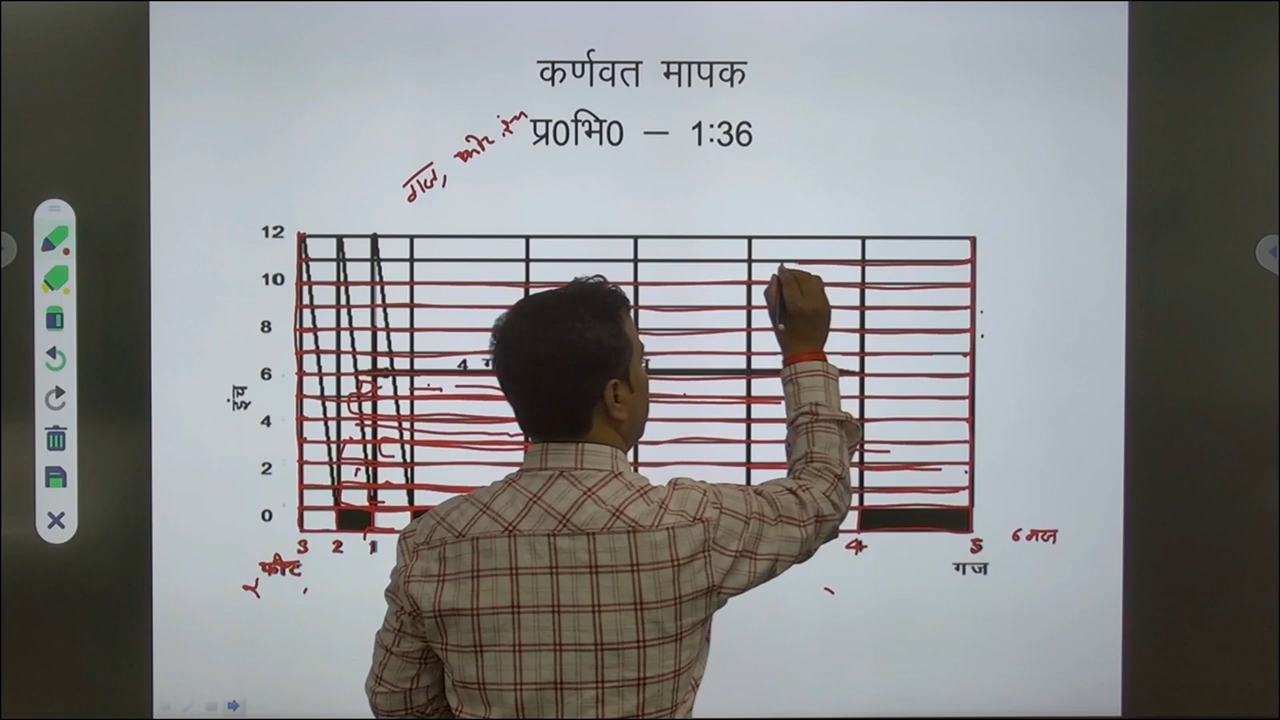 कर्णवत मापक
प्र0भि0 – 1:36
गज,
12
10
8
6
4
2
0
इंच
4 ग
3 2 1 4 5 6 गज
फीट गज